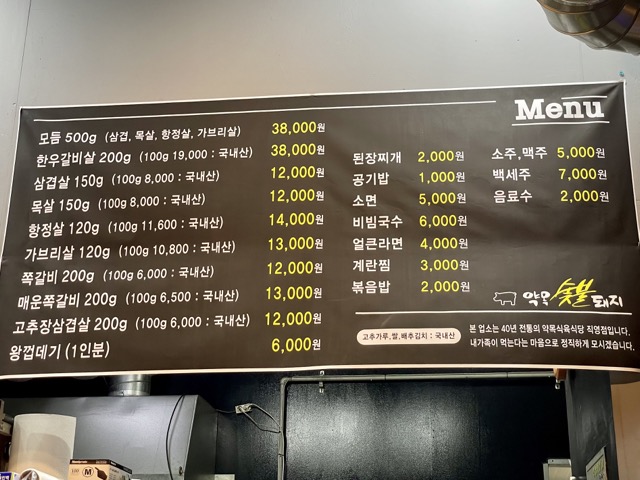 Menu
모듬 500g (삼겹, 목살, 항정살, 가브리살) 38,000원
한우갈비살 200g (100g 19,000 : 국내산) 38,000원
삼겹살 150g (100g 8,000 : 국내산) 12,000원
목살 150g (100g 8,000 : 국내산) 12,000원
항정살 120g (100g 11,600 : 국내산) 14,000원
가브리살 120g (100g 10,800 : 국내산) 13,000원
쪽갈비 200g (100g 6,000 : 국내산) 12,000원
매운쪽갈비 200g (100g 6,500 : 국내산) 13,000원
고추장삼겹살 200g (100g 6,000 : 국내산) 12,000원
왕껍데기 (1인분) 6,000원
된장찌개 2,000원
공기밥 1,000원
소면 5,000원
비빔국수 6,000원
얼큰라면 4,000원
계란찜 3,000원
볶음밥 2,000원
소주, 맥주 5,000원
백세주 7,000원
음료수 2,000원
고추가루, 쌀, 배추김치 : 국내산
약목 숯불 돼지
본 업소는 40년 전통의 약목식육식당 직영점입니다.
내가족이 먹는다는 마음으로 정직하게 모시겠습니다.
M